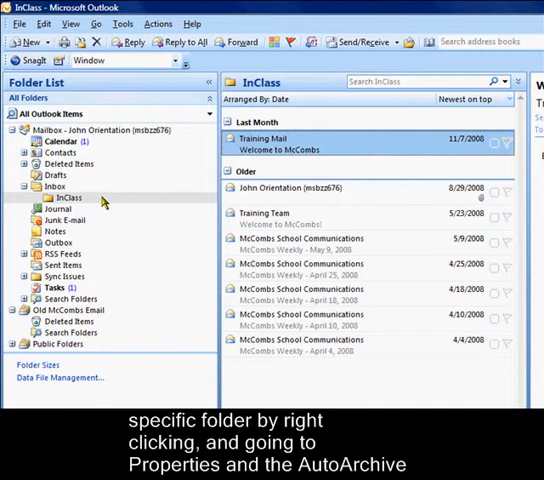 InClass - Microsoft Outlook
File Edit View Go Tools Actions Help
New Reply Reply to All Forward Send/Receive Search address books
SnagIt Window
Folder List «
All Folders
All Outlook Items
Mailbox - John Orientation (msbzz676)
Calendar (1)
Contacts
Deleted Items
Drafts
Inbox
InClass
Journal
Junk E-mail
Notes
Outbox
RSS Feeds
Sent Items
Sync Issues
Tasks (1)
Search Folders
Old McCombs Email
Deleted Items
Search Folders
Public Folders
Folder Sizes
Data File Management...
InClass Search InClass
Arranged By: Date Newest on top
Last Month
Training Mail 11/7/2008
Welcome to McCombs
Older
John Orientation (msbzz676) 8/29/2008
Training Team 5/23/2008
Welcome to McCombs!
McCombs School Communications 5/9/2008
McCombs Weekly - May 9, 2008
McCombs School Communications 4/25/2008
McCombs Weekly - April 25, 2008
McCombs School Communications 4/18/2008
McCombs Weekly - April 18, 2008
McCombs School Communications 4/10/2008
McCombs Weekly - April 10, 2008
McCombs School Communications 4/4/2008
McCombs Weekly - April 4, 2008
specific folder by right
clicking, and going to
Properties and the AutoArchive